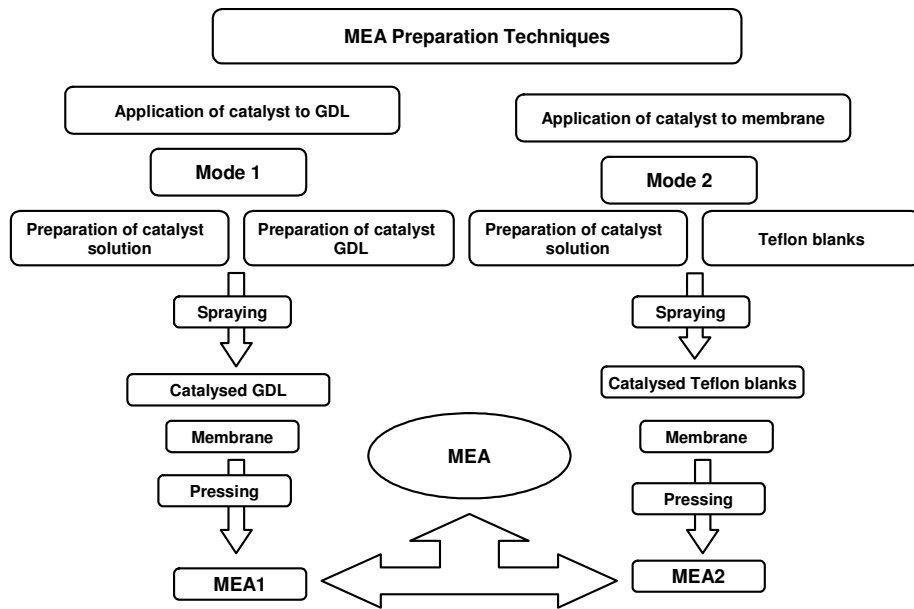 MEA Preparation Techniques
Application of catalyst to GDL
Application of catalyst to membrane
Mode 1
Mode 2
Preparation of catalyst
solution
Preparation of catalyst
GDL
Preparation of catalyst
solution
Teflon blanks
Spraying
Spraying
Catalysed GDL
Catalysed Teflon blanks
Membrane
Membrane
MEA
Pressing
Pressing
MEA1
MEA2